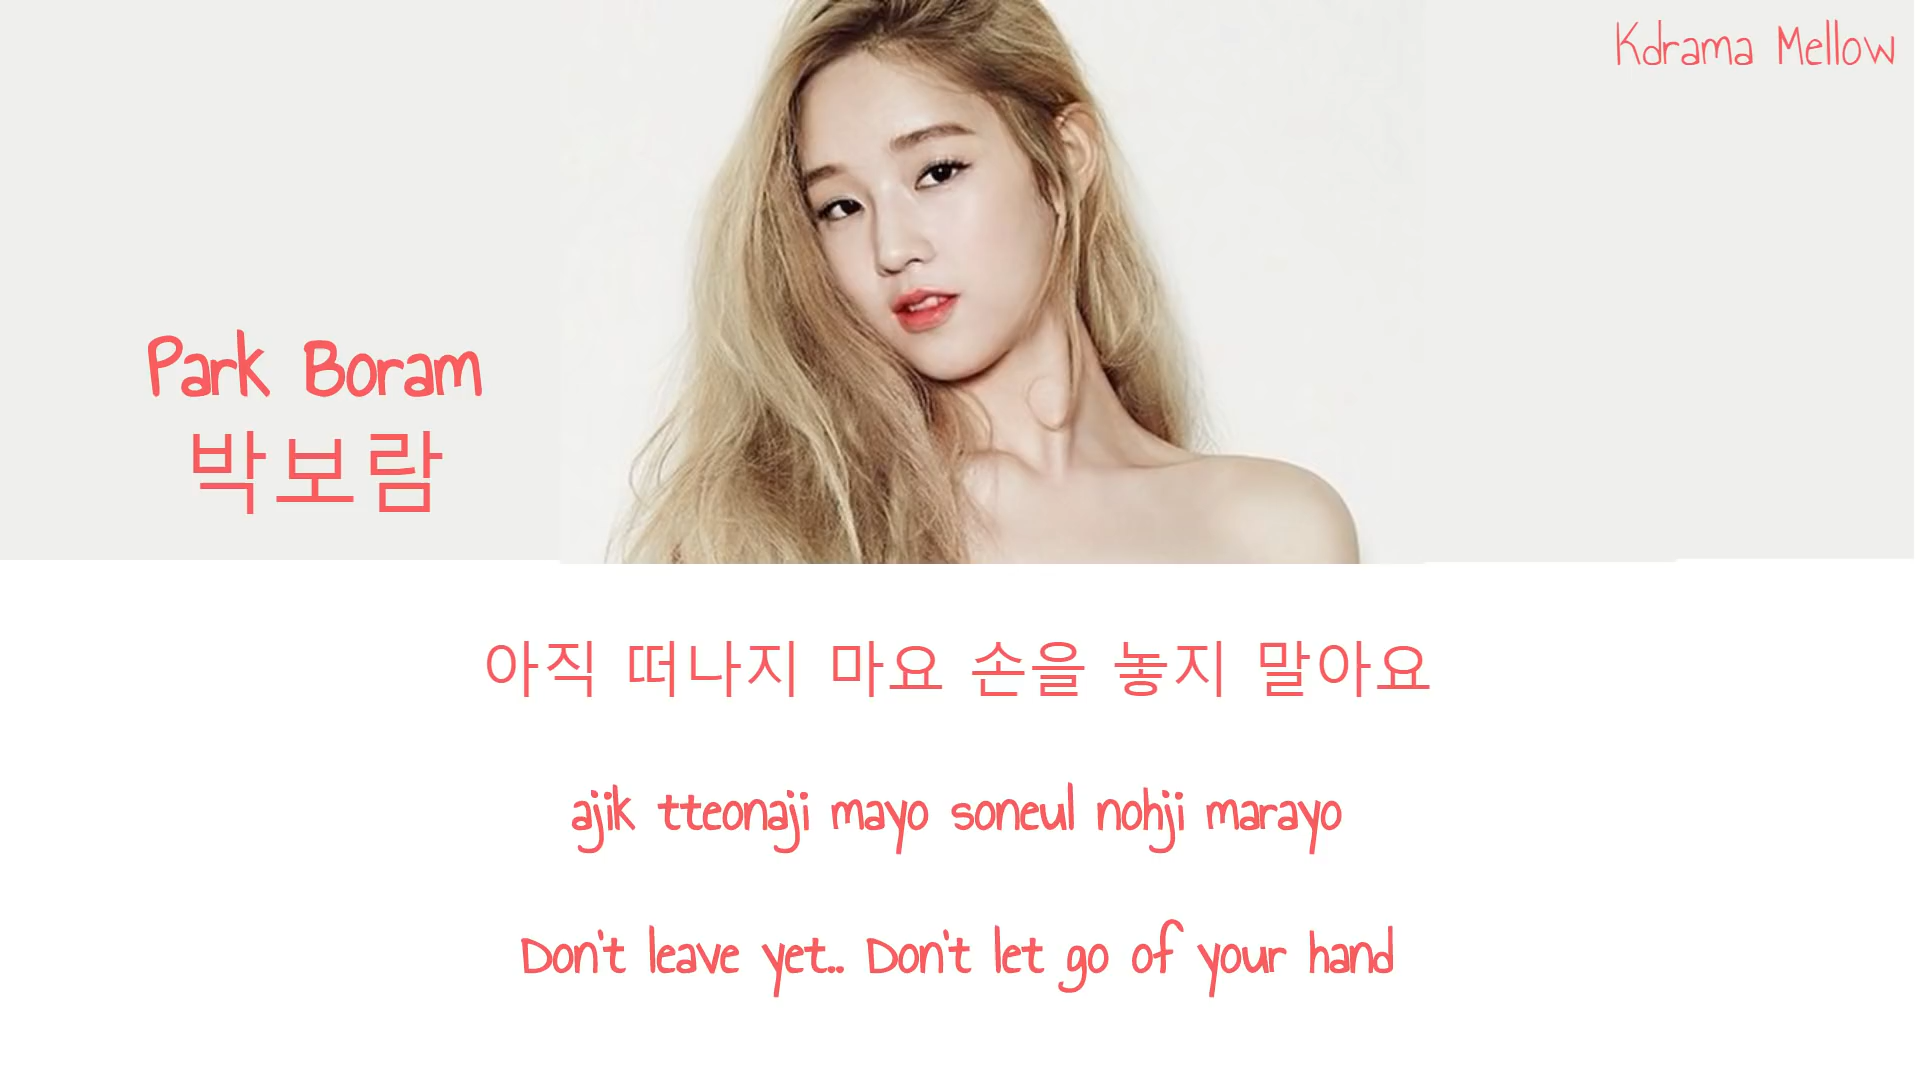 Kdrama Mellow
Park Boram
박보람
아직 떠나지 마요 손을 놓지 말아요
ajik tteonaji mayo soneul nohji marayo
Don't leave yet.. Don't let go of your hand